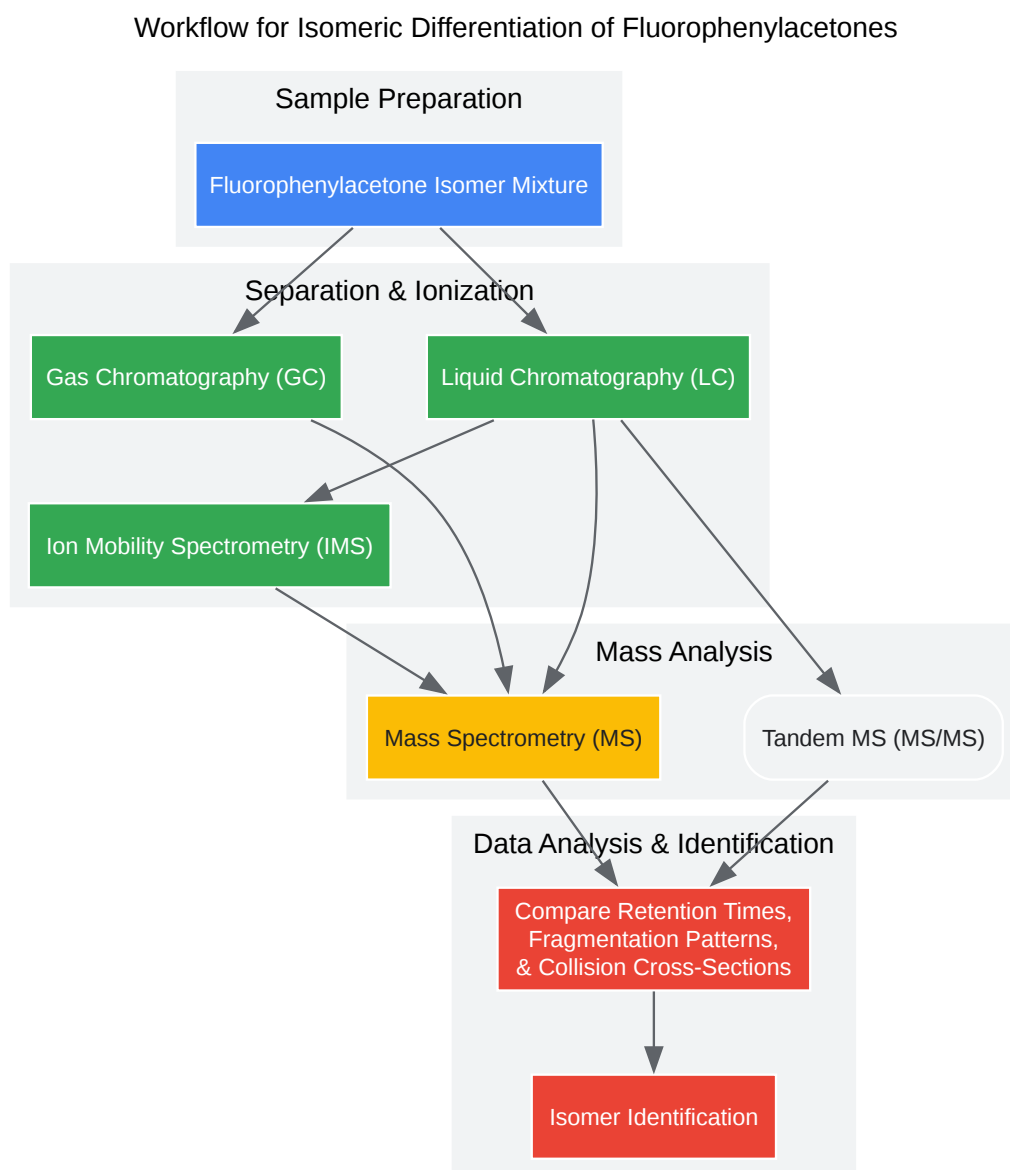 Workflow for Isomeric Differentiation of Fluorophenylacetones
Sample Preparation
Fluorophenylacetone Isomer Mixture
Separation & Ionization
Gas Chromatography (GC)
Liquid Chromatography (LC)
Ion Mobility Spectrometry (IMS)
Mass Analysis
Mass Spectrometry (MS)
Tandem MS (MS/MS)
Data Analysis & Identification
Compare Retention Times,
Fragmentation Patterns,
& Collision Cross-Sections
Isomer Identification